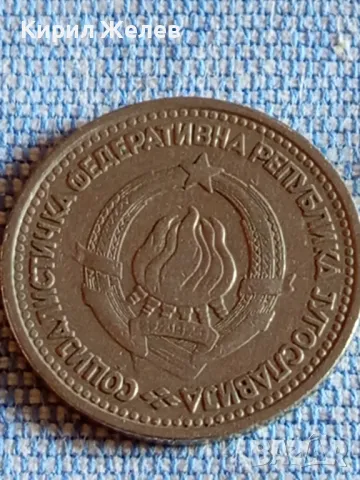 Кирил Желев
СОЦИЈАЛИСТИЧКА ФЕДЕРАТИВНА РЕПУБЛИКА ЈУГОСЛАВИЈА